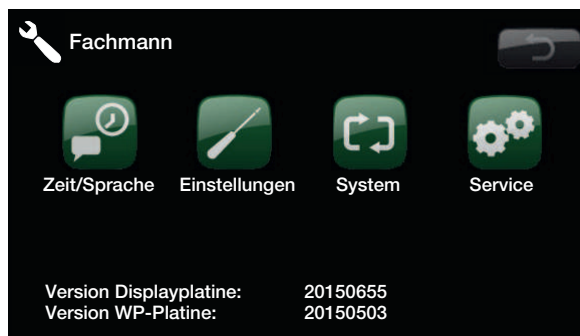 Fachmann
Zeit/Sprache Einstellungen System Service
Version Displayplatine: 20150655
Version WP-Platine: 20150503